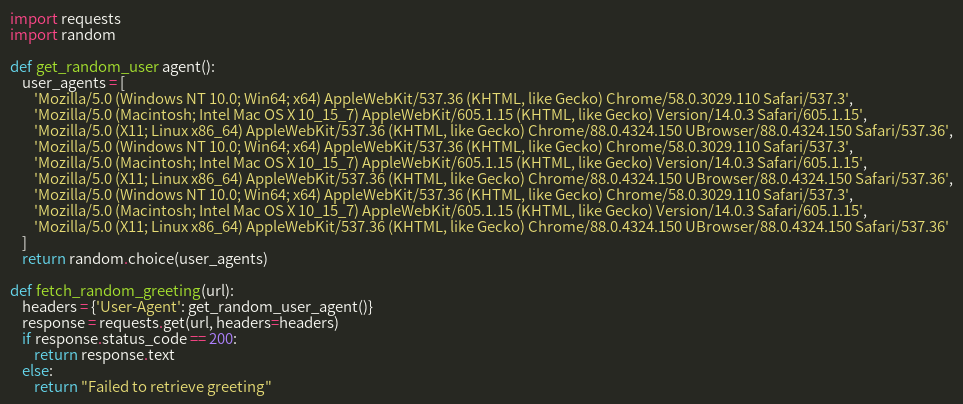 import requests
import random

def get_random_user agent():
    user_agents = [
        'Mozilla/5.0 (Windows NT 10.0; Win64; x64) AppleWebKit/537.36 (KHTML, like Gecko) Chrome/58.0.3029.110 Safari/537.3',
        'Mozilla/5.0 (Macintosh; Intel Mac OS X 10_15_7) AppleWebKit/605.1.15 (KHTML, like Gecko) Version/14.0.3 Safari/605.1.15',
        'Mozilla/5.0 (X11; Linux x86_64) AppleWebKit/537.36 (KHTML, like Gecko) Chrome/88.0.4324.150 UBrowser/88.0.4324.150 Safari/537.36',
        'Mozilla/5.0 (Windows NT 10.0; Win64; x64) AppleWebKit/537.36 (KHTML, like Gecko) Chrome/58.0.3029.110 Safari/537.3',
        'Mozilla/5.0 (Macintosh; Intel Mac OS X 10_15_7) AppleWebKit/605.1.15 (KHTML, like Gecko) Version/14.0.3 Safari/605.1.15',
        'Mozilla/5.0 (X11; Linux x86_64) AppleWebKit/537.36 (KHTML, like Gecko) Chrome/88.0.4324.150 UBrowser/88.0.4324.150 Safari/537.36',
        'Mozilla/5.0 (Windows NT 10.0; Win64; x64) AppleWebKit/537.36 (KHTML, like Gecko) Chrome/58.0.3029.110 Safari/537.3',
        'Mozilla/5.0 (Macintosh; Intel Mac OS X 10_15_7) AppleWebKit/605.1.15 (KHTML, like Gecko) Version/14.0.3 Safari/605.1.15',
        'Mozilla/5.0 (X11; Linux x86_64) AppleWebKit/537.36 (KHTML, like Gecko) Chrome/88.0.4324.150 UBrowser/88.0.4324.150 Safari/537.36'
    ]
    return random.choice(user_agents)

def fetch_random_greeting(url):
    headers = {'User-Agent': get_random_user_agent()}
    response = requests.get(url, headers=headers)
    if response.status_code == 200:
        return response.text
    else:
        return "Failed to retrieve greeting"